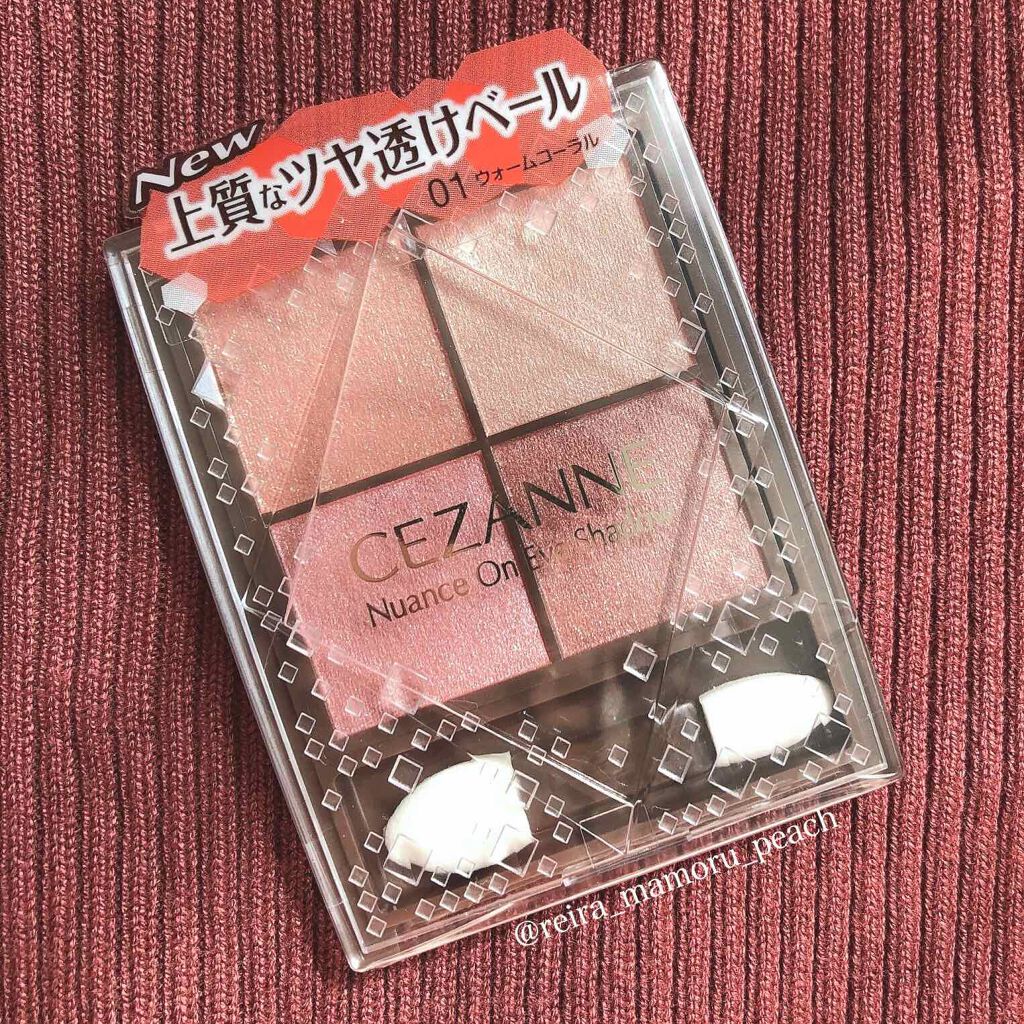 New
上質なツヤ透けベール
01 ウォームコーラル
CEZANNE
Nuance On Eye Shadow
@reira_mamoru_peach